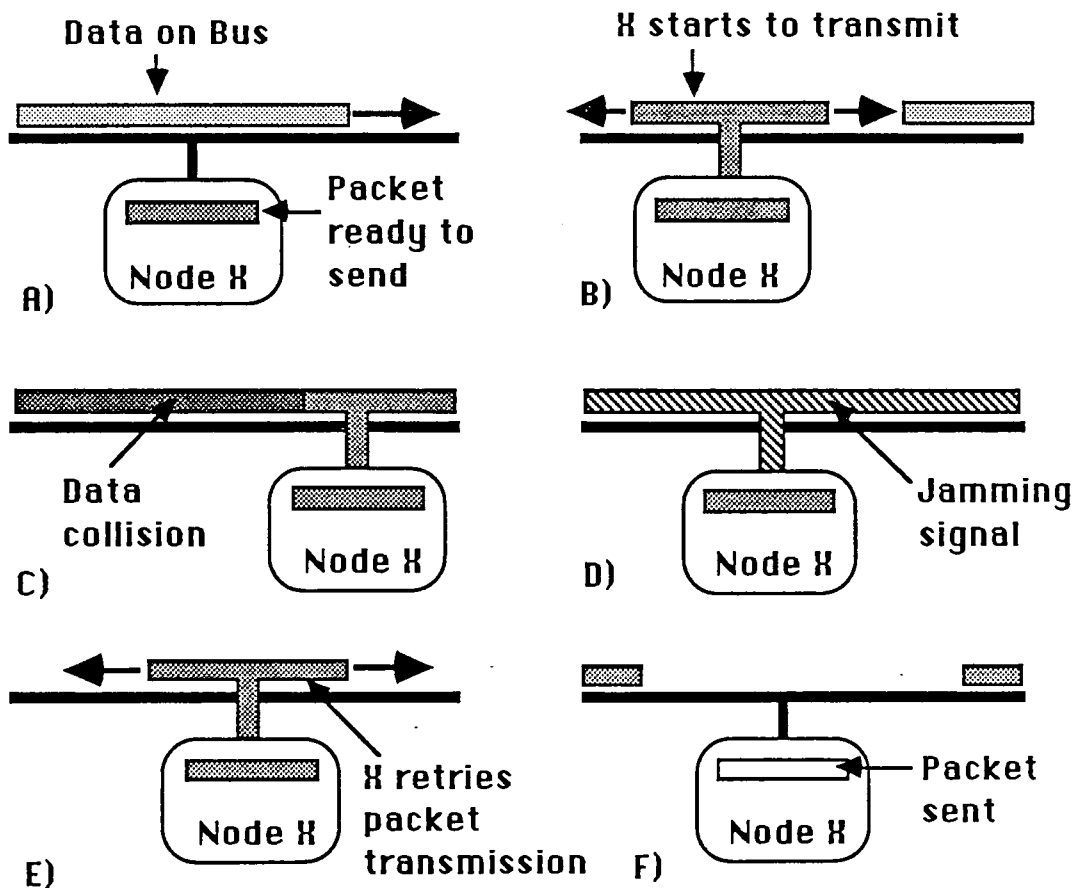 Data on Bus
Packet
ready to
send
Node X
A)
X starts to transmit
Node X
B)
Data
collision
Node X
C)
Jamming
signal
Node X
D)
X retries
packet
transmission
Node X
E)
Packet
sent
Node X
F)